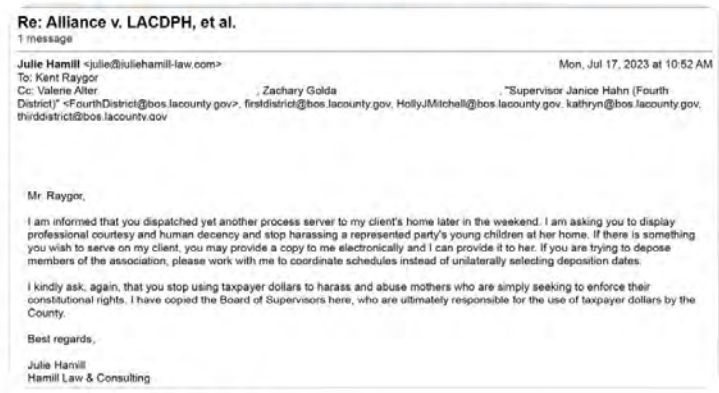 Re: Alliance v. LACDPH, et al.
1 message
Julie Hamill <julie@juliehamill-law.com> Mon, Jul 17, 2023 at 10:52 AM
To: Kent Raygor
Cc: Valerie Alter , Zachary Golda , "Supervisor Janice Hahn (Fourth
District)" <FourthDistrict@bos.lacounty.gov>, firstdistrict@bos.lacounty.gov, HollyJMitchell@bos.lacounty.gov, kathryn@bos.lacounty.gov,
thirddistrict@bos.lacounty.gov
Mr. Raygor,
I am informed that you dispatched yet another process server to my client's home later in the weekend. I am asking you to display
professional courtesy and human decency and stop harassing a represented party's young children at her home. If there is something
you wish to serve on my client, you may provide a copy to me electronically and I can provide it to her. If you are trying to depose
members of the association, please work with me to coordinate schedules instead of unilaterally selecting deposition dates.
I kindly ask, again, that you stop using taxpayer dollars to harass and abuse mothers who are simply seeking to enforce their
constitutional rights. I have copied the Board of Supervisors here, who are ultimately responsible for the use of taxpayer dollars by the
County.
Best regards,
Julie Hamill
Hamill Law & Consulting